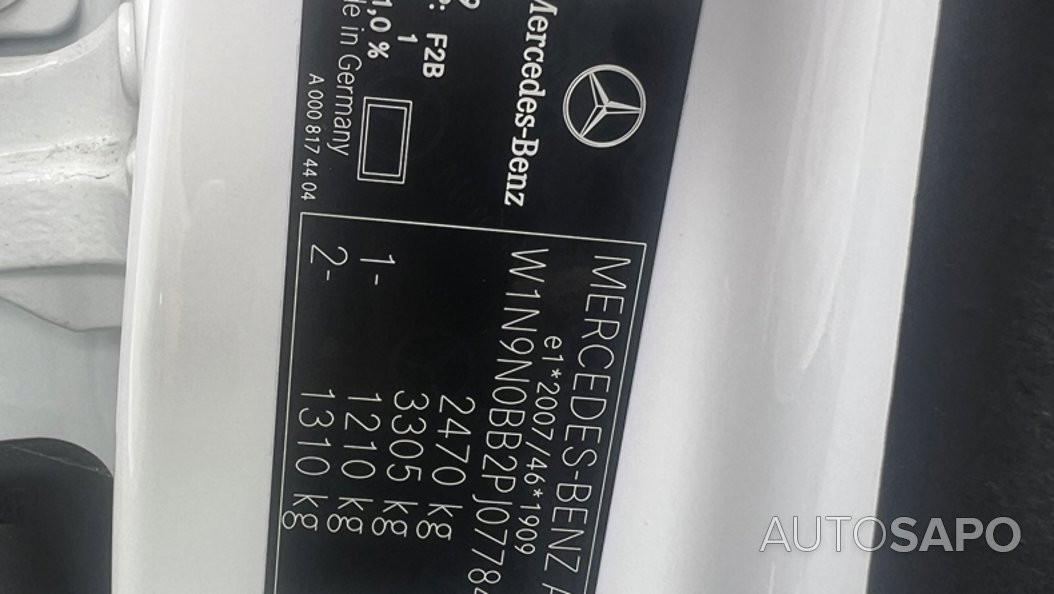 MERCEDES-BENZ A
e1*2007/46*1909
W1N9N0BB2PJ0778
2470 kg
3305 kg
1- 1210 kg
2- 1310 kg
Mercedes-Benz
: F2B
1
1,0 %
de in Germany
A 000 817 44 04
AUTOSAPO